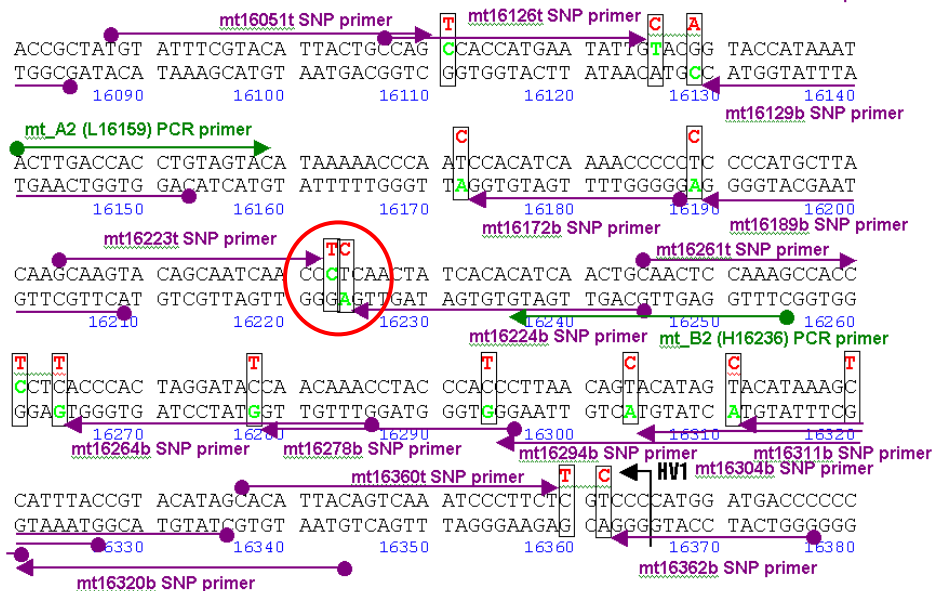 mt16051t SNP primer T mt16126t SNP primer C A
ACCGCTATGT ATTTCGTACA TTACTGCCAG CCACCATGAA TATTGTACGG TACCATAAAT
TGGCGATACA TAAAGCATGT AATGACGGTC GGTGGTACTT ATAACATGCC ATGGTATTTA
16090 16100 16110 16120 16130 16140
mt16129b SNP primer
mt_A2 (L16159) PCR primer
C C
ACTTGACCAC CTGTAGTACA TAAAAACCCA ATCCACATCA AAACCCCCTC CCCATGCTTA
TGAACTGGTG GACATCATGT ATTTTTGGGT TAGGTGTAGT TTTGGGGGAG GGGTACGAAT
16150 16160 16170 16180 16190 16200
mt16172b SNP primer mt16189b SNP primer
mt16223t SNP primer TC mt16261t SNP primer
CAAGCAAGTA CAGCAATCAA CCCTCAACTA TCACACATCA ACTGCAACTC CAAAGCCACC
GTTCGTTCAT GTCGTTAGTT GGGAGTTGAT AGTGTGTAGT TGACGTTGAG GTTTCGGTGG
16210 16220 16230 16240 16250 16260
mt16224b SNP primer mt_B2 (H16236) PCR primer
T T T T C C T
CCTCACCCAC TAGGATACCA ACAAACCTAC CCACCCTTAA CAGTACATAG TACATAAAGC
GGAGTGGGTG ATCCTATGGT TGTTTGGATG GGTGGGAATT GTCATGTATC ATGTATTTCG
16270 16280 16290 16300 16310 16320
mt16264b SNP primer mt16278b SNP primer mt16294b SNP primer mt16311b SNP primer
mt16304b SNP primer
mt16360t SNP primer T C HV1
CATTTACCGT ACATAGCACA TTACAGTCAA ATCCCTTCTC GTCCCCATGG ATGACCCCCC
GTAAATGGCA TGTATCGTGT AATGTCAGTT TAGGGAAGAG CAGGGGTACC TACTGGGGGG
16330 16340 16350 16360 16370 16380
mt16320b SNP primer mt16362b SNP primer